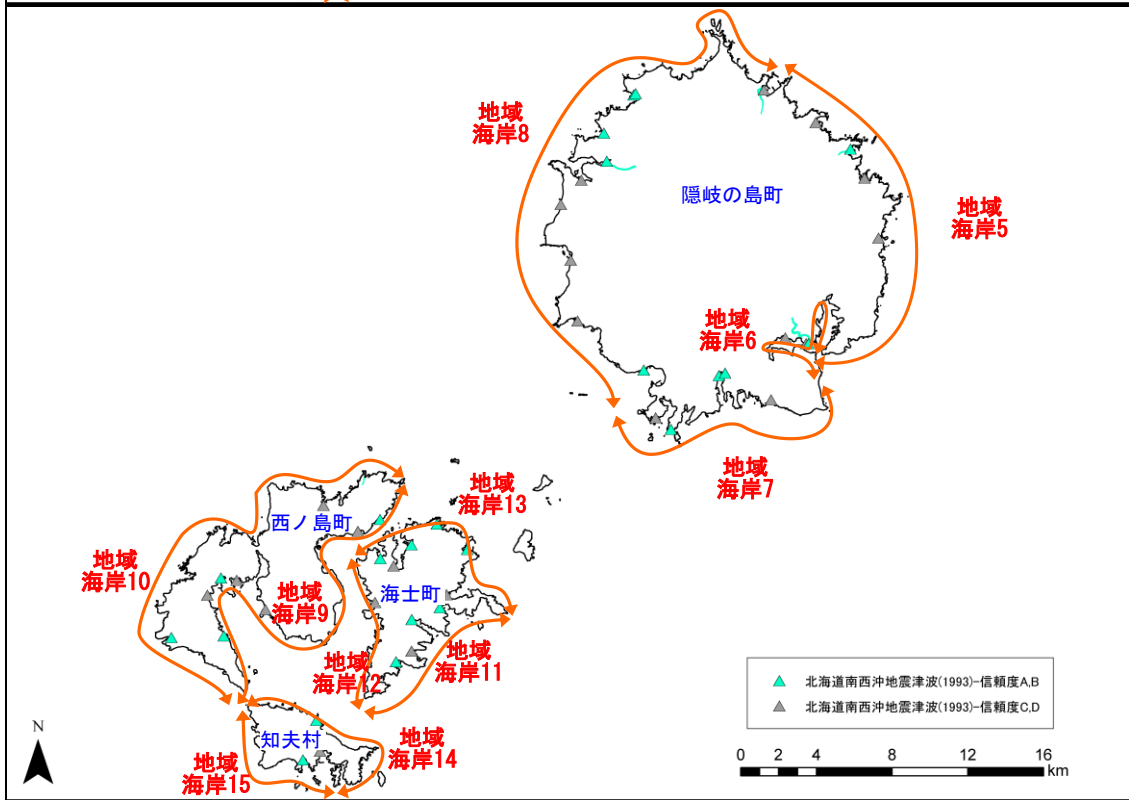 地域
海岸8
隠岐の島町
地域
海岸5
地域
海岸6
地域
海岸7
地域
海岸13
西ノ島町
地域
海岸10
地域
海岸9
海士町
地域
海岸11
地域
海岸12
知夫村
地域
海岸14
地域
海岸15
北海道南西沖地震津波(1993)-信頼度A,B
北海道南西沖地震津波(1993)-信頼度C,D
N
0 2 4 8 12 16
km